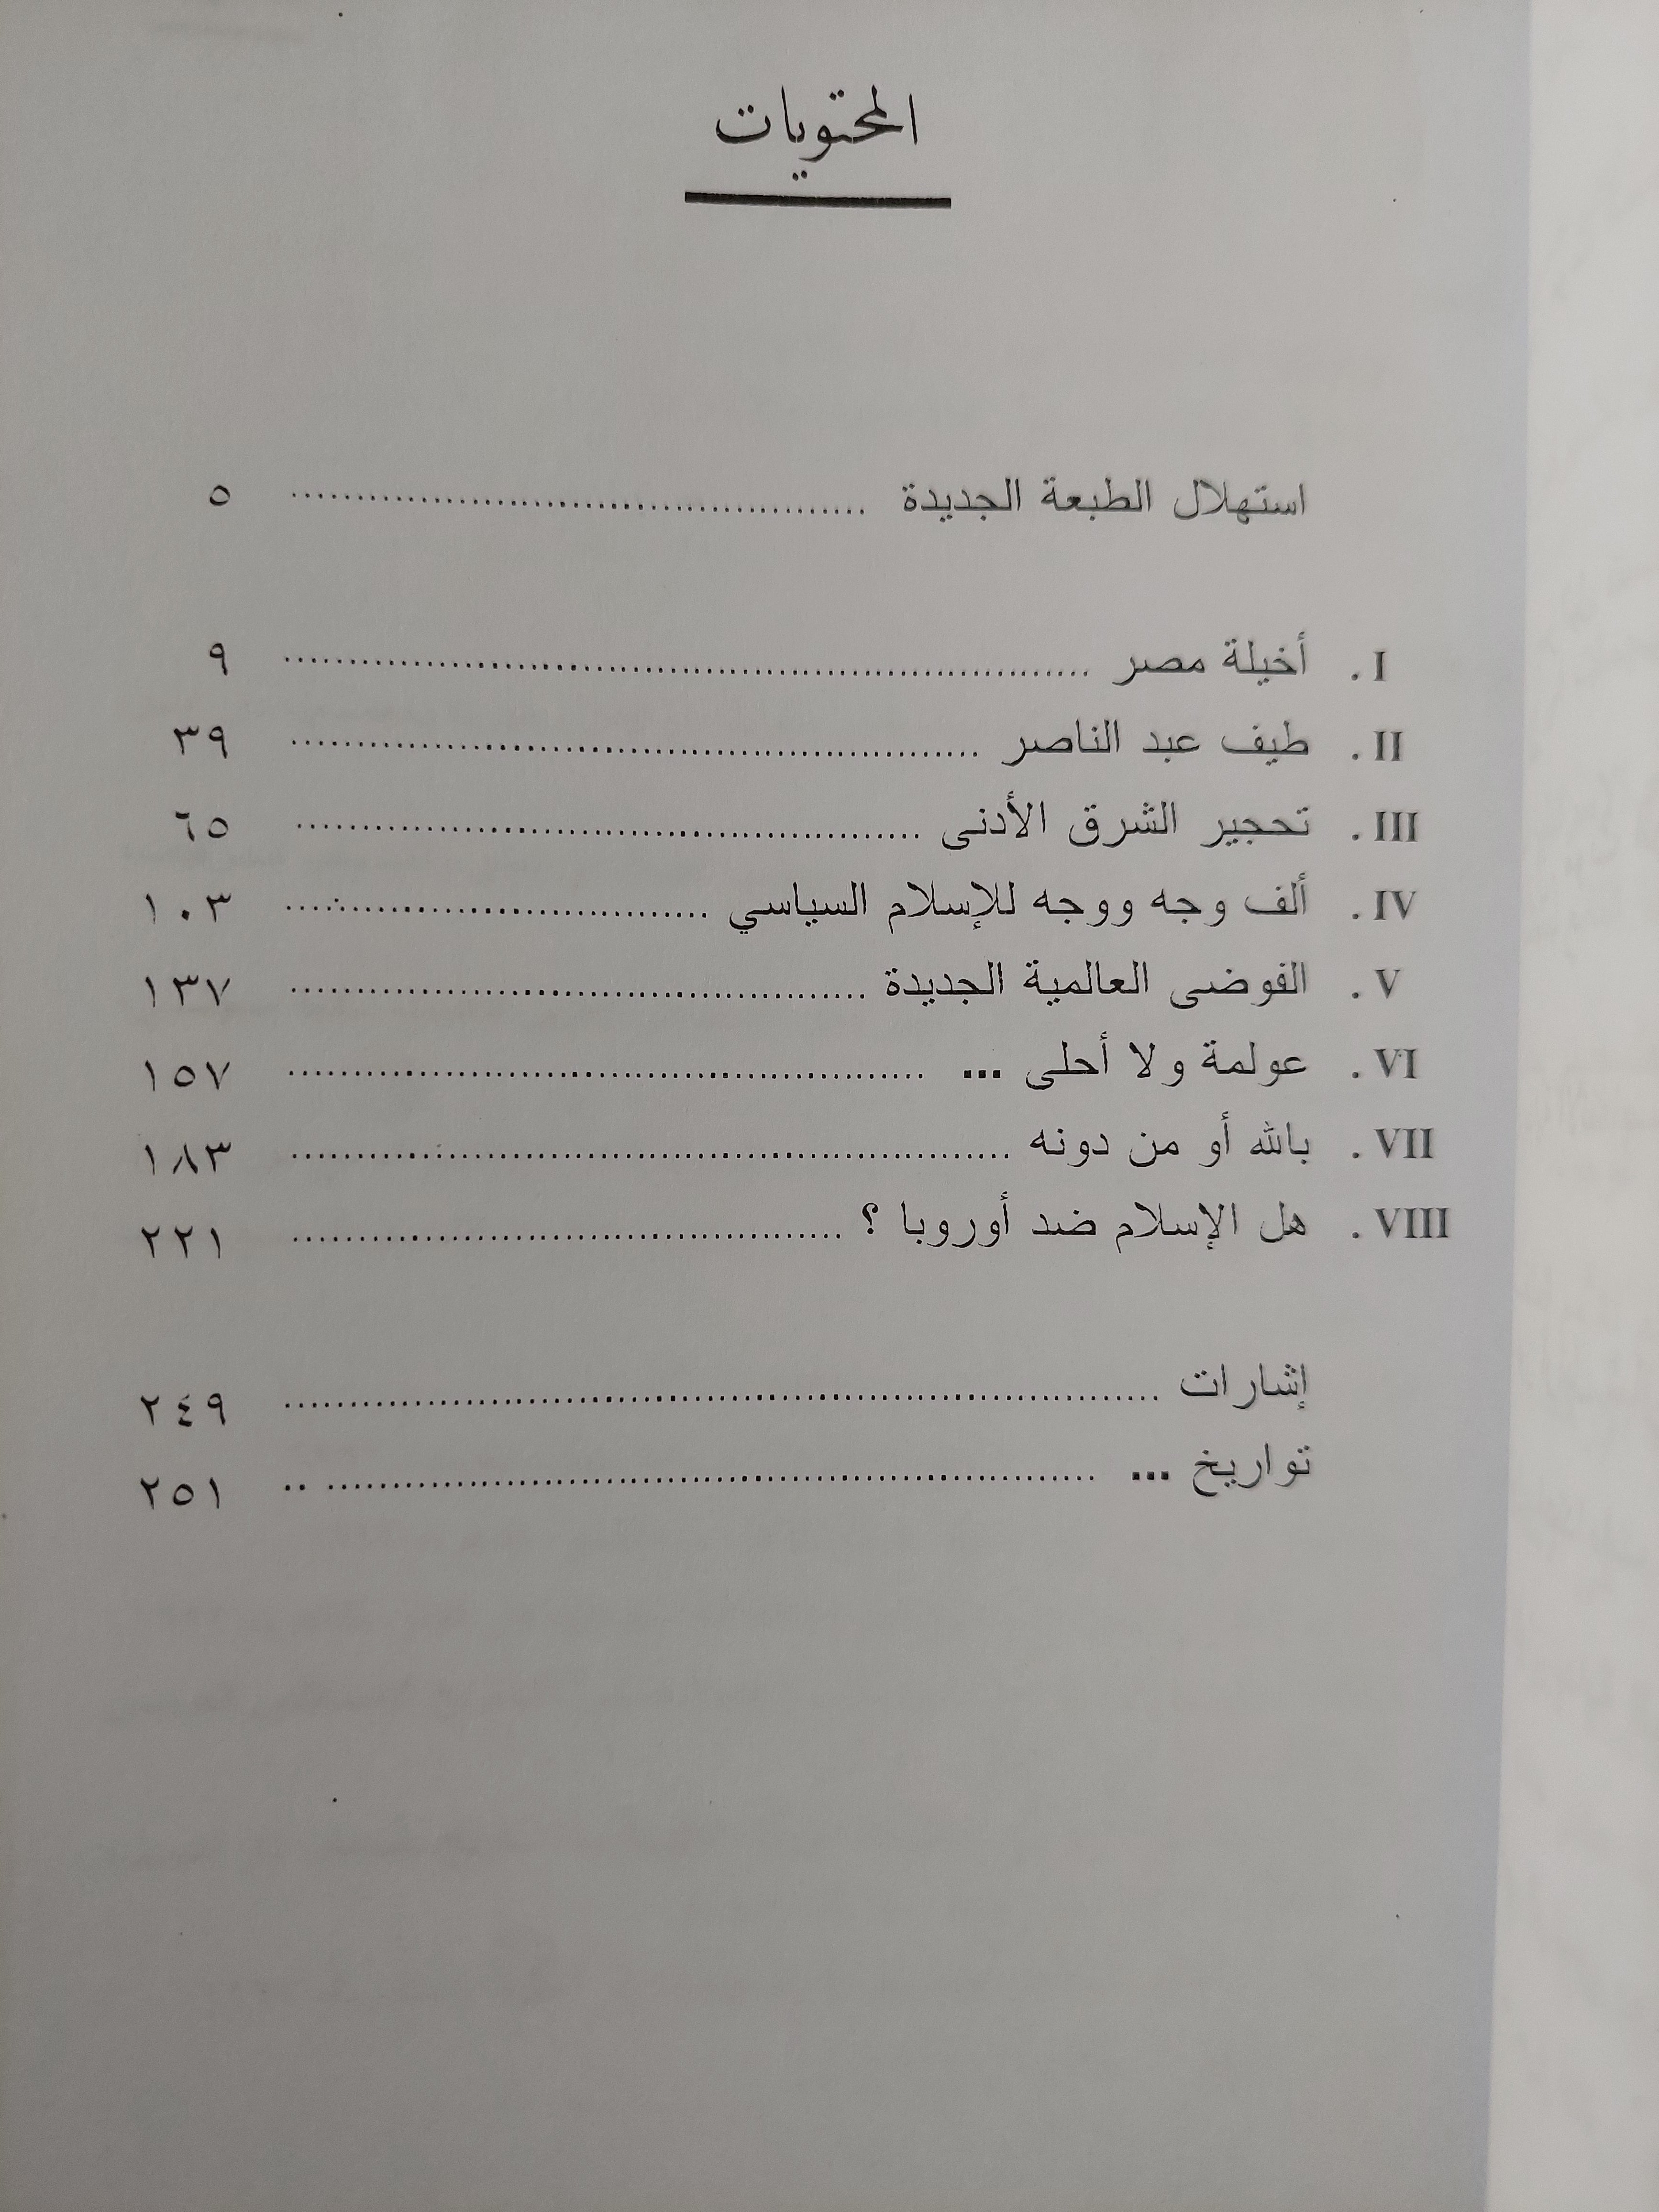 المحتويات
استهلال الطبعة الجديدة ........................................ ٥
I . أخيلة مصر ........................................ ٩
II . طيف عبد الناصر ........................................ ٣٩
III . تحجير الشرق الأدنى ........................................ ٦٥
IV . ألف وجه ووجه للإسلام السياسي ........................................ ١٠٣
V . الفوضى العالمية الجديدة ........................................ ١٣٧
VI . عولمة ولا أحلى ... ........................................ ١٥٧
VII . بالله أو من دونه ........................................ ١٨٣
VIII . هل الإسلام ضد أوروبا ؟ ........................................ ٢٢١
إشارات ........................................ ٢٤٩
تواريخ ... ........................................ ٢٥١